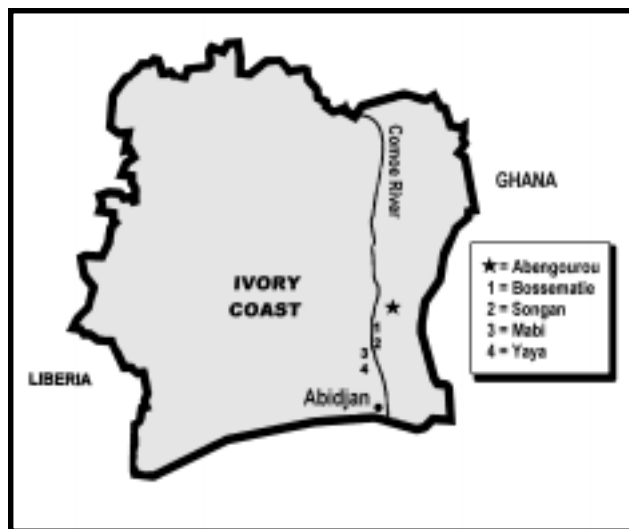 Comoe River
GHANA
IVORY
COAST
★ = Abengourou
1 = Bossematie
2 = Songan
3 = Mabi
4 = Yaya
1
2
3
4
LIBERIA
Abidjan